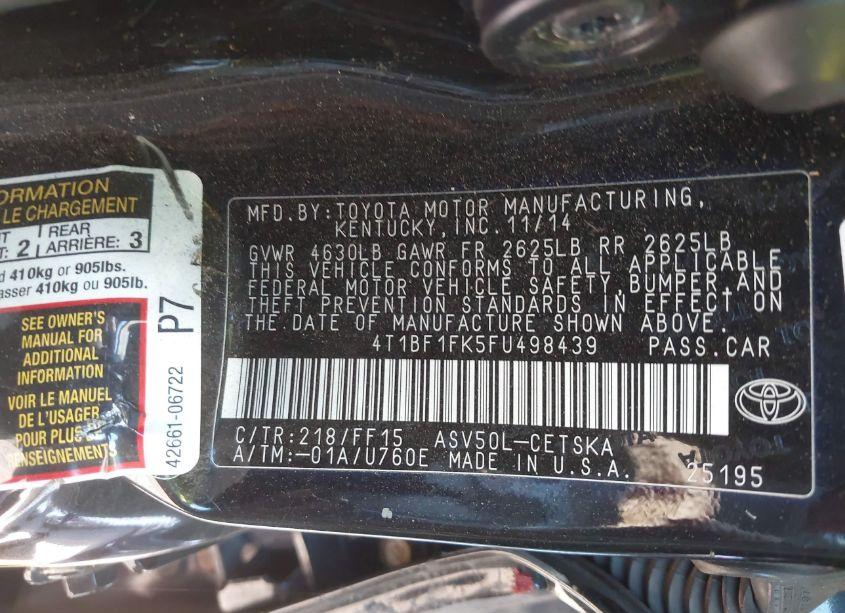 ORMATION
LE CHARGEMENT
2
REAR
ARRIÈRE: 3
410kg or 905lbs.
asser 410kg ou 905lb.
SEE OWNER'S
MANUAL FOR
ADDITIONAL
INFORMATION
VOIR LE MANUEL
DE L'USAGER
POUR PLUS DE
RENSEIGNEMENTS
P7
42661-06722
MFD.BY:TOYOTA MOTOR MANUFACTURING,
KENTUCKY, INC. 11/14
GVWR 4630LB GAWR FR 2625LB RR 2625LB
THIS VEHICLE CONFORMS TO ALL APPLICABLE
FEDERAL MOTOR VEHICLE SAFETY, BUMPER,AND
THEFT PREVENTION STANDARDS IN EFFECT ON
THE DATE OF MANUFACTURE SHOWN ABOVE.
4T1BF1FK5FU498439 PASS.CAR
C/TR:218/FF15 ASV50L-CETSKA
A/TM:-01A/U760E MADE IN U.S.A. 25195